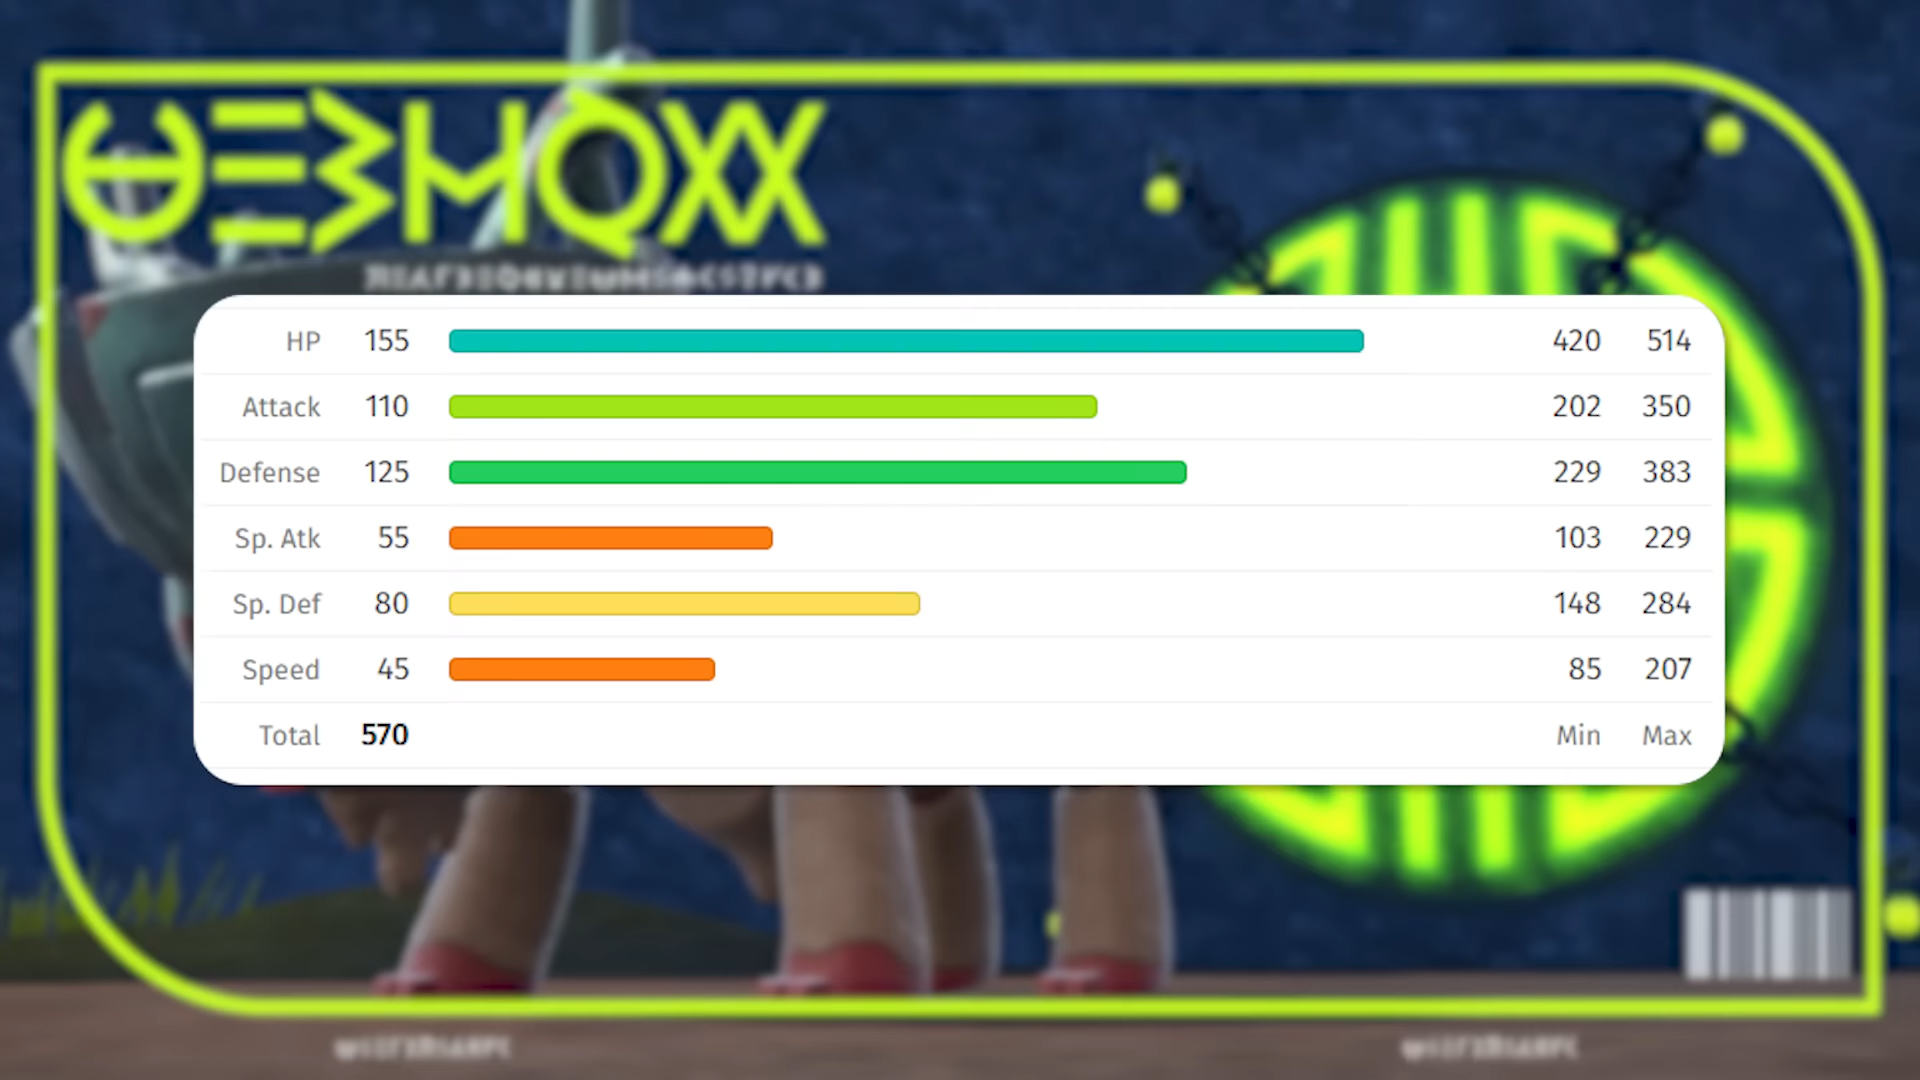 HP 155 420 514
Attack 110 202 350
Defense 125 229 383
Sp. Atk 55 103 229
Sp. Def 80 148 284
Speed 45 85 207
Total 570 Min Max